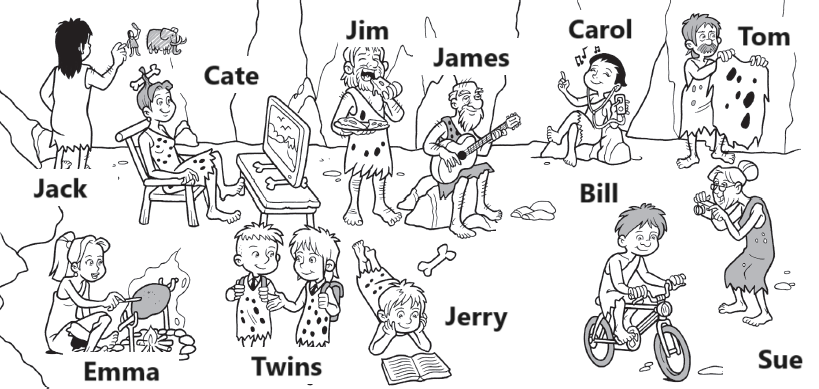 Jim
Carol
Tom
James
Cate
Jack
Bill
Jerry
Emma
Twins
Sue